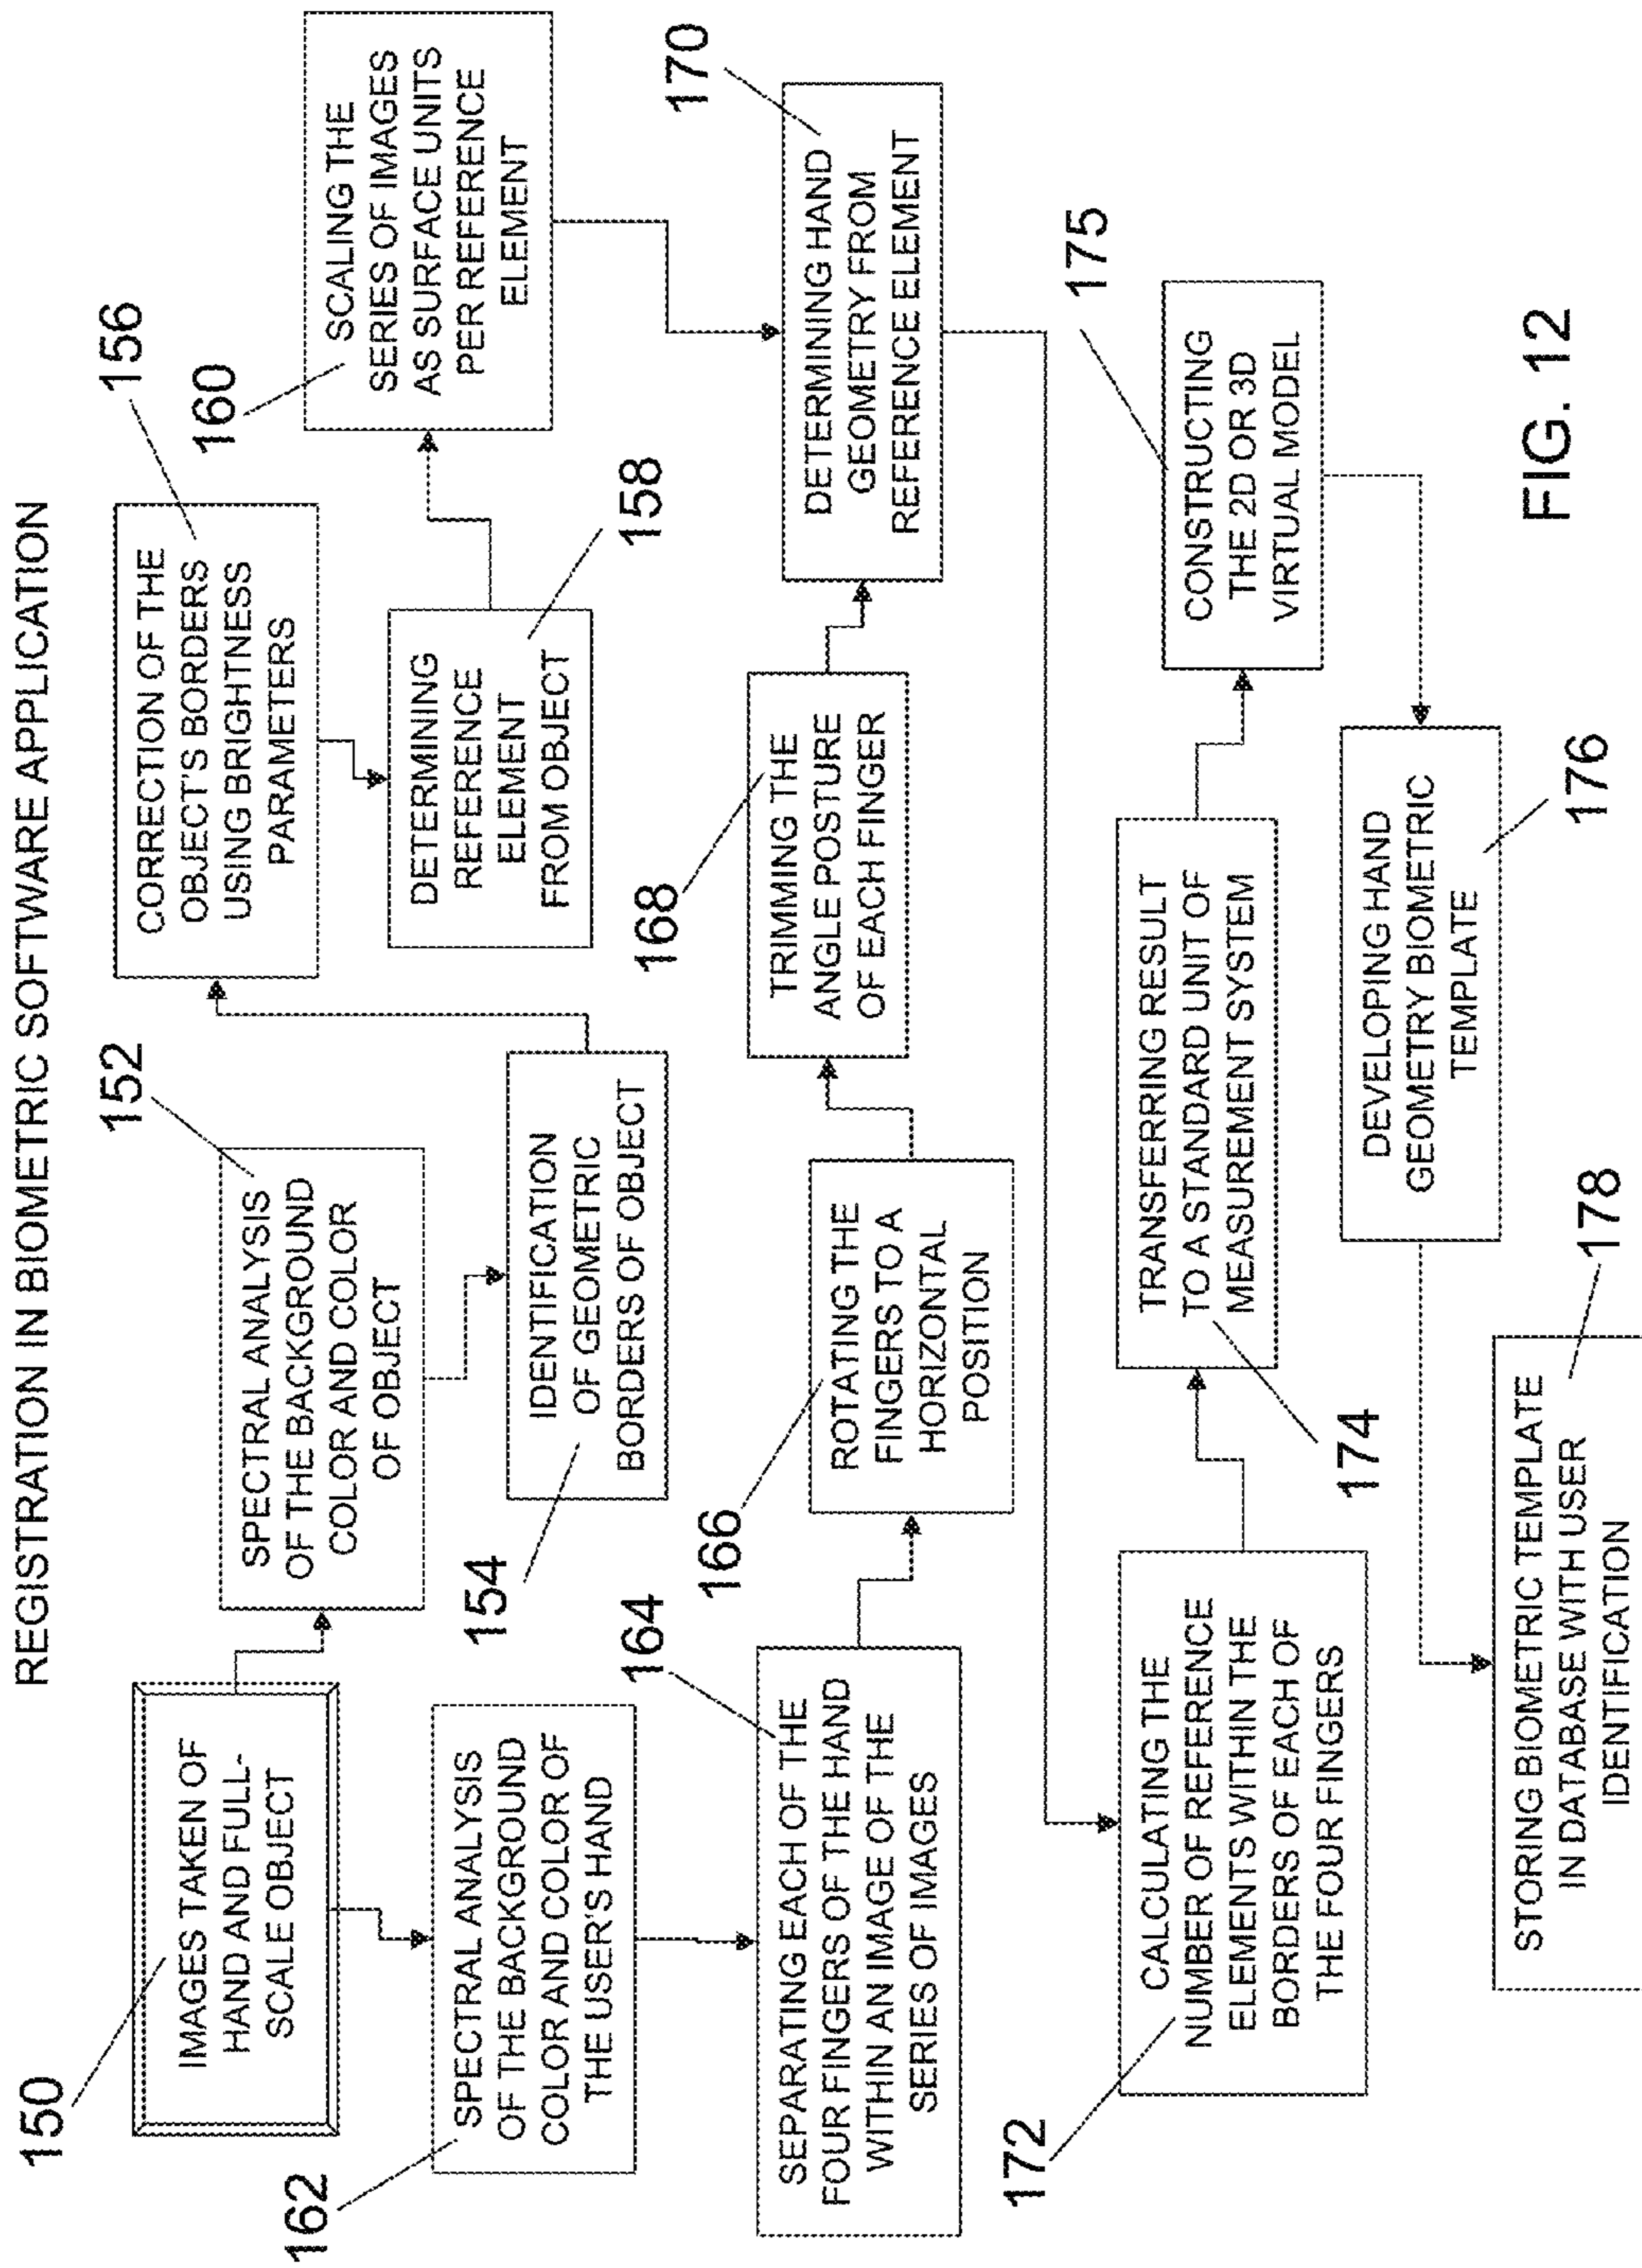 REGISTRATION IN BIOMETRIC SOFTWARE APPLICATION
150
IMAGES TAKEN OF
HAND AND FULL-
SCALE OBJECT
152
SPECTRAL ANALYSIS
OF THE BACKGROUND
COLOR AND COLOR
OF OBJECT
154
IDENTIFICATION
OF GEOMETRIC
BORDERS OF OBJECT
156
CORRECTION OF THE
OBJECT'S BORDERS
USING BRIGHTNESS
PARAMETERS
158
DETERMINING
REFERENCE
ELEMENT
FROM OBJECT
160
SCALING THE
SERIES OF IMAGES
AS SURFACE UNITS
PER REFERENCE
ELEMENT
162
SPECTRAL ANALYSIS
OF THE BACKGROUND
COLOR AND COLOR OF
THE USER'S HAND
164
SEPARATING EACH OF THE
FOUR FINGERS OF THE HAND
WITHIN AN IMAGE OF THE
SERIES OF IMAGES
166
ROTATING THE
FINGERS TO A
HORIZONTAL
POSITION
168
TRIMMING THE
ANGLE POSTURE
OF EACH FINGER
170
DETERMINING HAND
GEOMETRY FROM
REFERENCE ELEMENT
172
CALCULATING THE
NUMBER OF REFERENCE
ELEMENTS WITHIN THE
BORDERS OF EACH OF
THE FOUR FINGERS
174
TRANSFERRING RESULT
TO A STANDARD UNIT OF
MEASUREMENT SYSTEM
175
CONSTRUCTING
THE 2D OR 3D
VIRTUAL MODEL
176
DEVELOPING HAND
GEOMETRY BIOMETRIC
TEMPLATE
178
STORING BIOMETRIC TEMPLATE
IN DATABASE WITH USER
IDENTIFICATION
FIG. 12